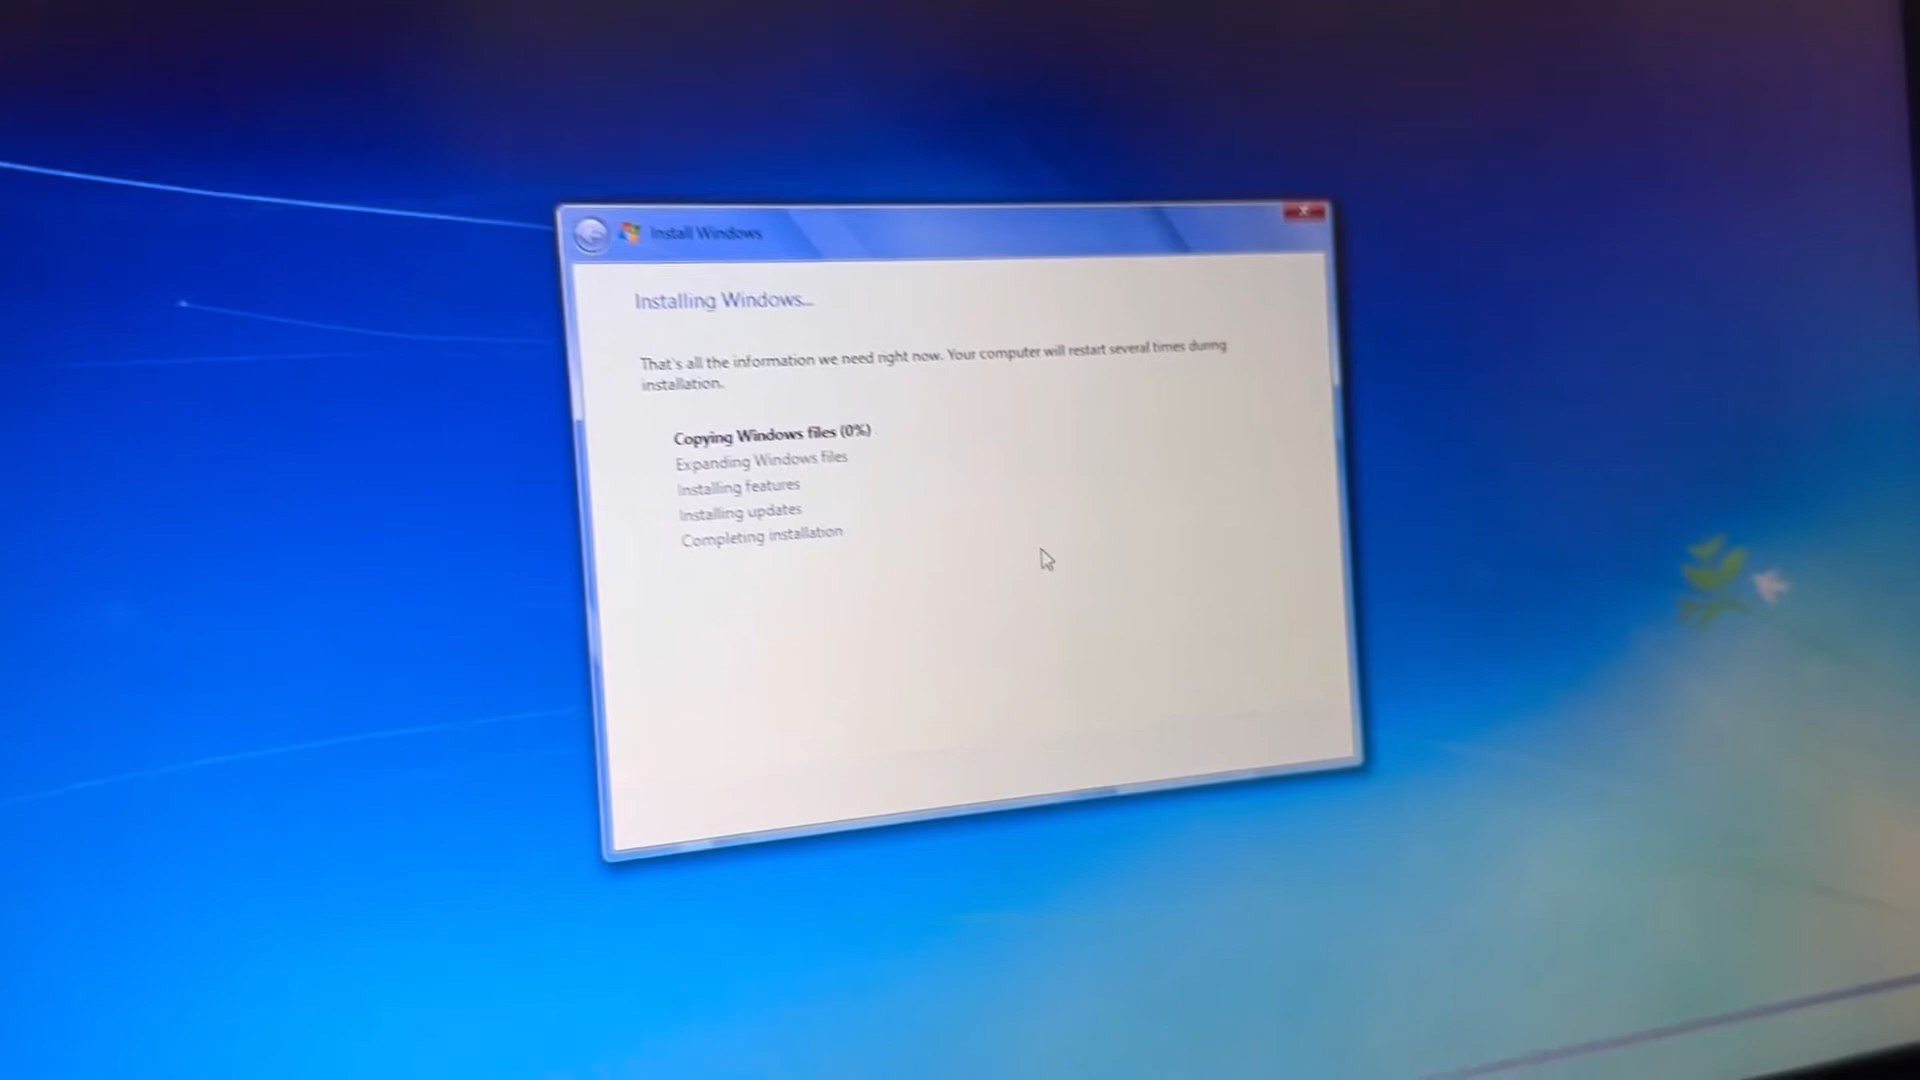 Install Windows
Installing Windows...
That's all the information we need right now. Your computer will restart several times during
installation.
Copying Windows files (0%)
Expanding Windows files
Installing features
Installing updates
Completing installation